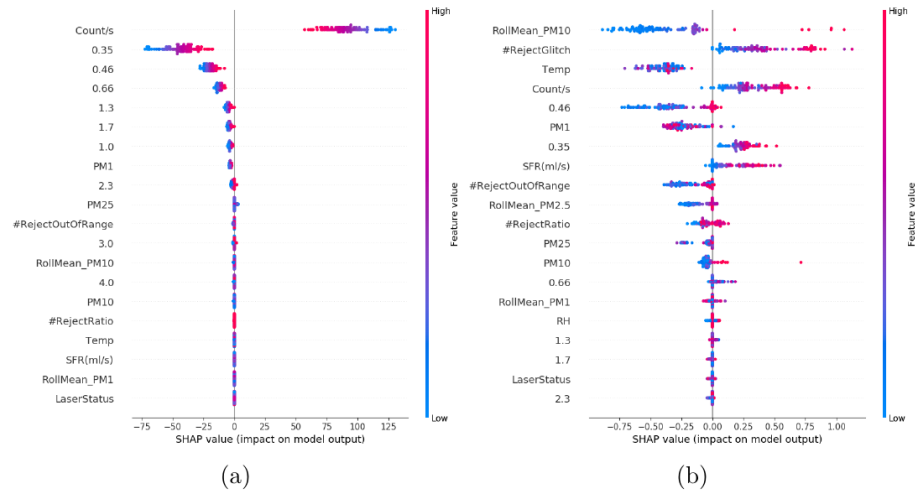 High
Count/s
0.35
0.46
0.66
1.3
1.7
1.0
PM1
2.3
PM25
#RejectOutOfRange
3.0
RollMean_PM10
4.0
PM10
#RejectRatio
Temp
SFR(ml/s)
RollMean_PM1
LaserStatus
Feature value
Low
−75 −50 −25 0 25 50 75 100 125
SHAP value (impact on model output)
(a)
High
RollMean_PM10
#RejectGlitch
Temp
Count/s
0.46
PM1
0.35
SFR(ml/s)
#RejectOutOfRange
RollMean_PM2.5
#RejectRatio
PM25
PM10
0.66
RollMean_PM1
RH
1.3
1.7
LaserStatus
2.3
Feature value
Low
−0.75 −0.50 −0.25 0.00 0.25 0.50 0.75 1.00
SHAP value (impact on model output)
(b)